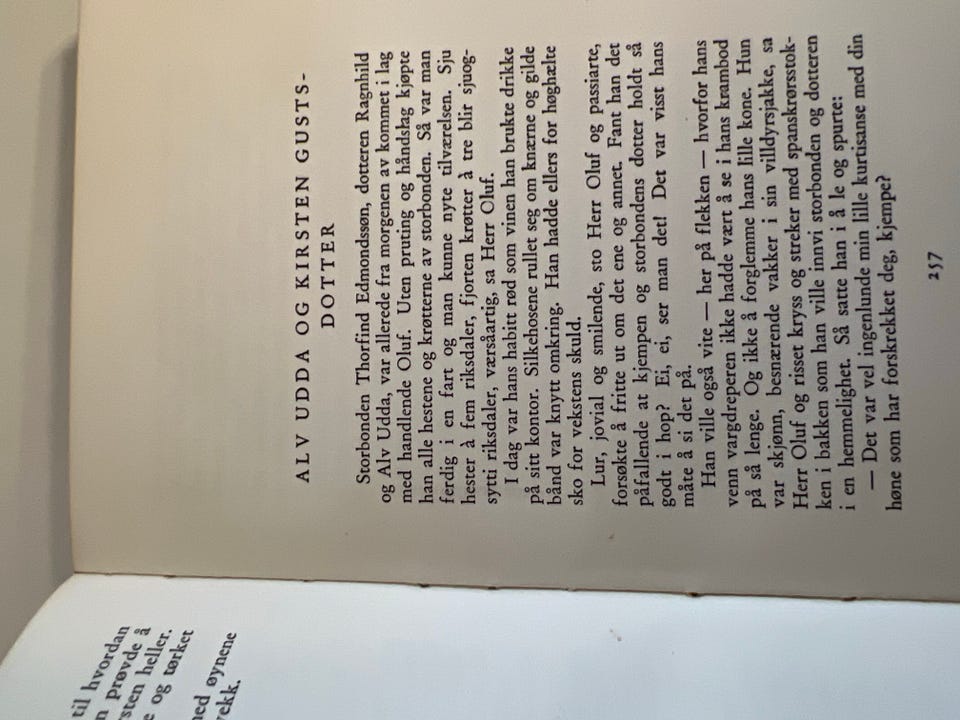 til hvordan
n prøvde å
sten heller.
e og tørket
ned øynene
vekk.
ALV UDDA OG KIRSTEN GUSTS-
DOTTER
Storbonden Thorfind Edmondssøn, dotteren Ragnhild
og Alv Udda, var allerede fra morgenen av kommet i lag
med handlende Oluf. Uten pruting og håndslag kjøpte
han alle hestene og krøtterne av storbonden. Så var man
ferdig i en fart og man kunne nyte tilværelsen. Sju
hester à fem riksdaler, fjorten krøtter à tre blir sjuog-
sytti riksdaler, værsåartig, sa Herr Oluf.
I dag var hans habitt rød som vinen han brukte drikke
på sitt kontor. Silkehosene rullet seg om knærne og gilde
bånd var knytt omkring. Han hadde ellers for høghælte
sko for vekstens skuld.
Lur, jovial og smilende, sto Herr Oluf og passiarte,
forsøkte å fritte ut om det ene og annet. Fant han det
påfallende at kjempen og storbondens dotter holdt så
godt i hop? Ei, ei, ser man det! Det var visst hans
måte å si det på.
Han ville også vite — her på flekken — hvorfor hans
venn vargdreperen ikke hadde vært å se i hans krambod
på så lenge. Og ikke å forglemme hans lille kone. Hun
var skjønn, besnærende vakker i sin villdyrsjakke, sa
Herr Oluf og risset kryss og streker med spanskrørsstok-
ken i bakken som han ville innvi storbonden og dotteren
i en hemmelighet. Så satte han i å le og spurte:
— Det var vel ingenlunde min lille kurtisanse med din
høne som har forskrekket deg, kjempe?
257